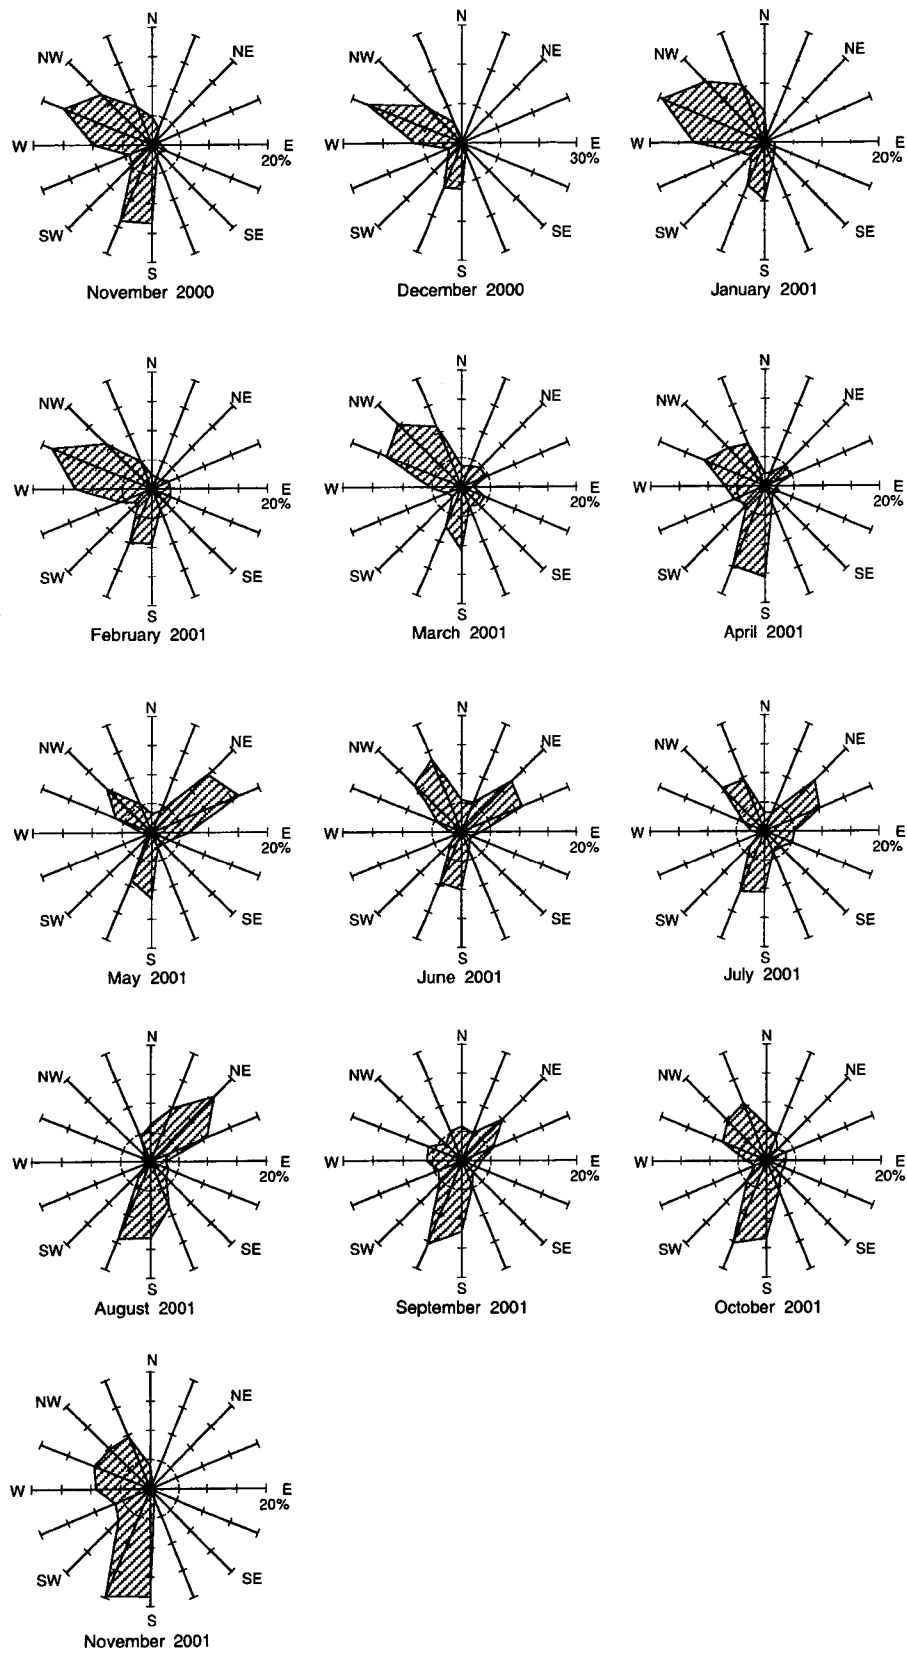 N N N
NW NE NW NE NW NE
W E W E W E
20% 30% 20%
SW SE SW SE SW SE
S S S
November 2000 December 2000 January 2001
N N N
NW NE NW NE NW NE
W E W E W E
20% 20% 20%
SW SE SW SE SW SE
S S S
February 2001 March 2001 April 2001
N N N
NW NE NW NE NW NE
W E W E W E
20% 20% 20%
SW SE SW SE SW SE
S S S
May 2001 June 2001 July 2001
N N N
NW NE NW NE NW NE
W E W E W E
20% 20% 20%
SW SE SW SE SW SE
S S S
August 2001 September 2001 October 2001
N
NW NE
W E
20%
SW SE
S
November 2001